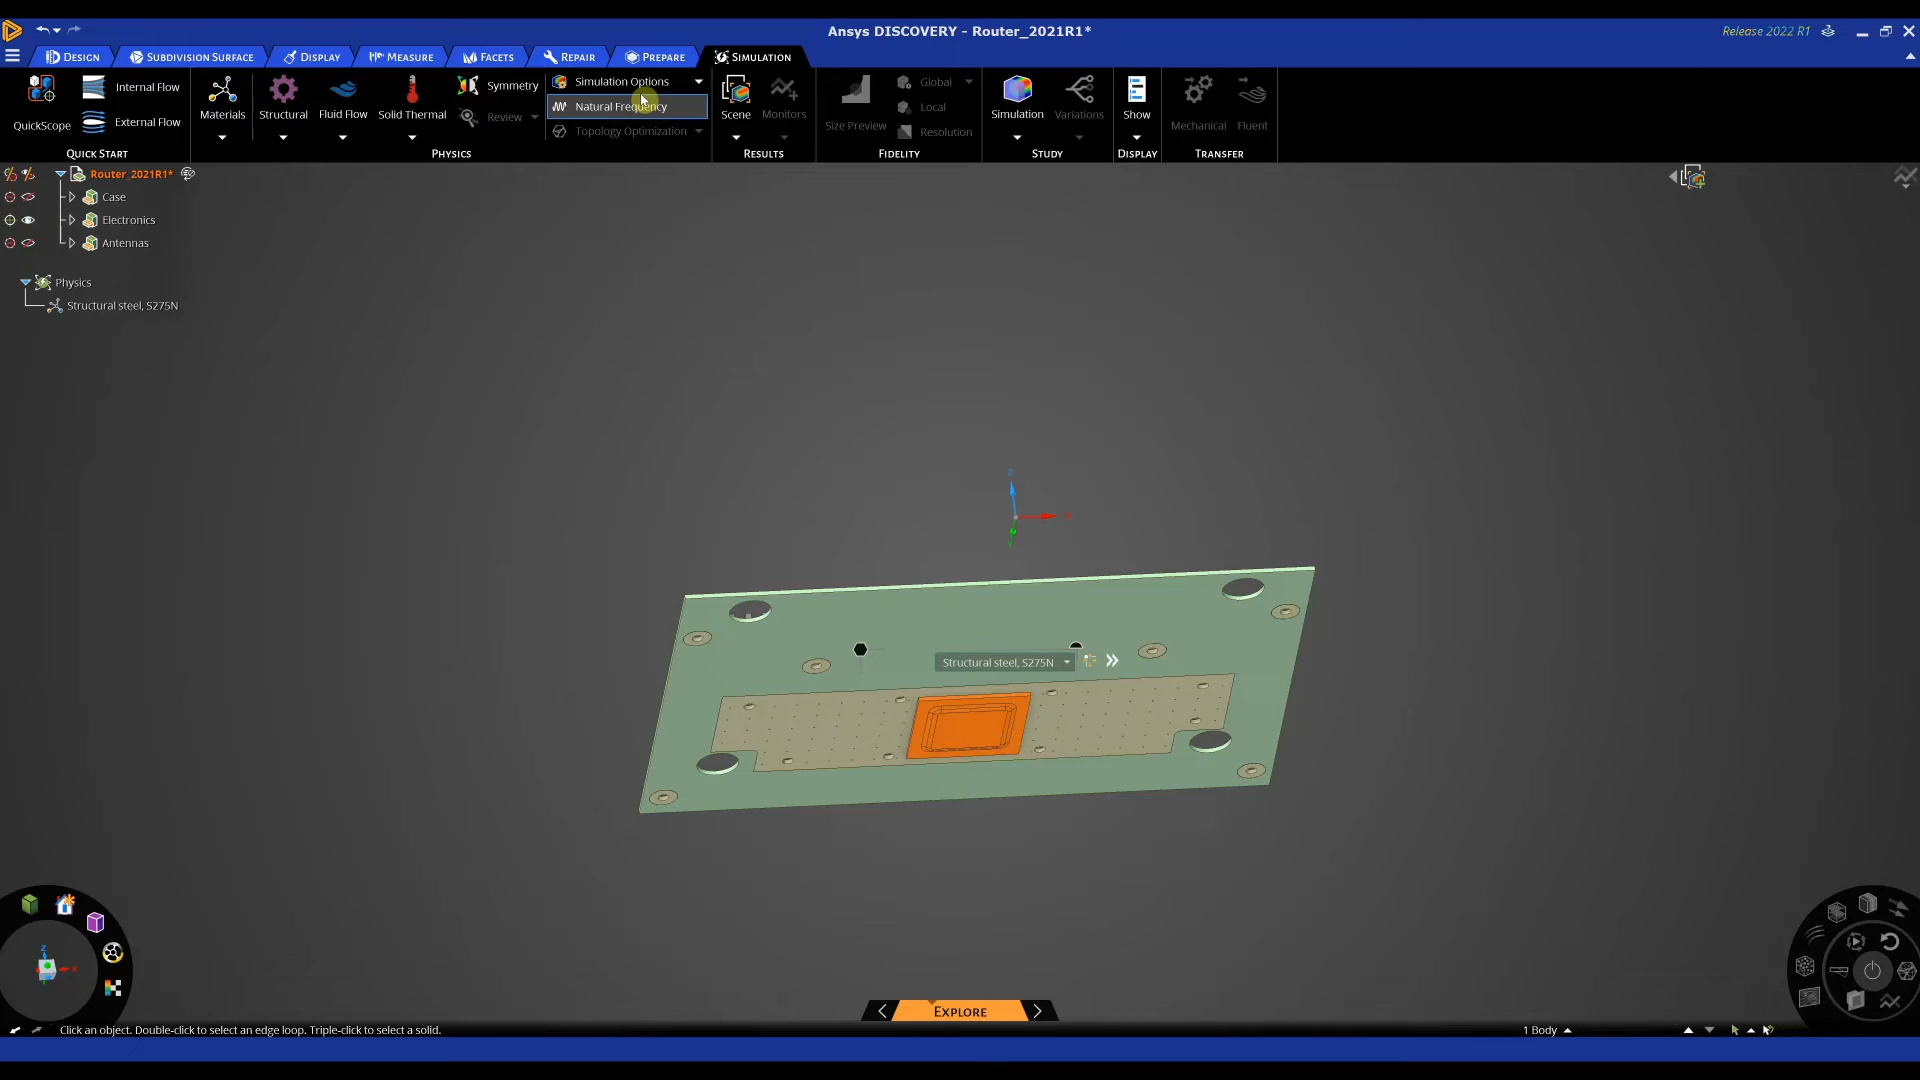 Ansys DISCOVERY - Router_2021R1*
Release 2022 R1
DESIGN
SUBDIVISION SURFACE
DISPLAY
MEASURE
FACETS
REPAIR
PREPARE
SIMULATION
QuickScope
Internal Flow
External Flow
QUICK START
Materials
Structural
Fluid Flow
Solid Thermal
Symmetry
Review
Simulation Options
Natural Frequency
Topology Optimization
PHYSICS
Scene
Monitors
RESULTS
Size Preview
Global
Local
Resolution
FIDELITY
Simulation
Variations
STUDY
Show
DISPLAY
Mechanical
Fluent
TRANSFER
Router_2021R1*
Case
Electronics
Antennas
Physics
Structural steel, S275N
Structural steel, S275N
EXPLORE
Click an object. Double-click to select an edge loop. Triple-click to select a solid.
1 Body